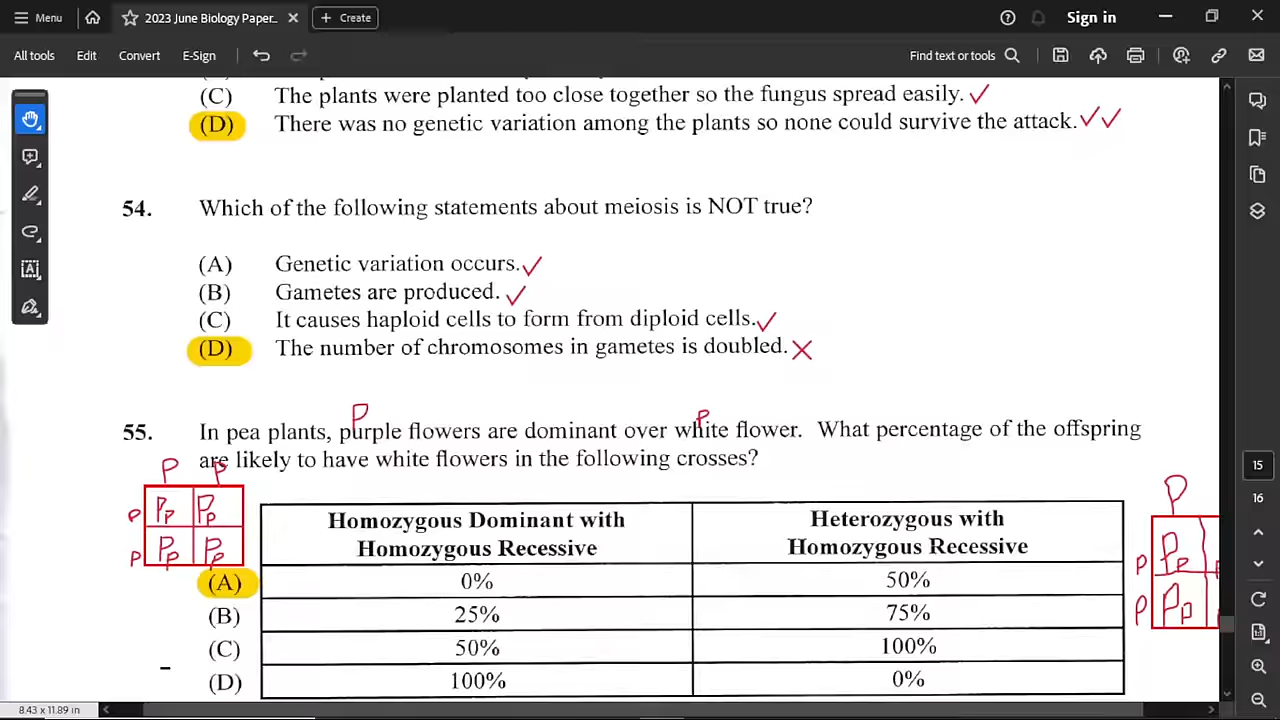 Menu
2023 June Biology Paper...
Create
Sign in
All tools Edit Convert E-Sign
Find text or tools
(C) The plants were planted too close together so the fungus spread easily.
(D) There was no genetic variation among the plants so none could survive the attack.
54. Which of the following statements about meiosis is NOT true?
(A) Genetic variation occurs.
(B) Gametes are produced.
(C) It causes haploid cells to form from diploid cells.
(D) The number of chromosomes in gametes is doubled.
P p
55. In pea plants, purple flowers are dominant over white flower. What percentage of the offspring
are likely to have white flowers in the following crosses?
P P
p Pp Pp
p Pp Pp
P
p Pp
p Pp
Homozygous Dominant with Homozygous Recessive
Heterozygous with Homozygous Recessive
(A) 0% 50%
(B) 25% 75%
(C) 50% 100%
(D) 100% 0%
15
16
8.43 x 11.89 in